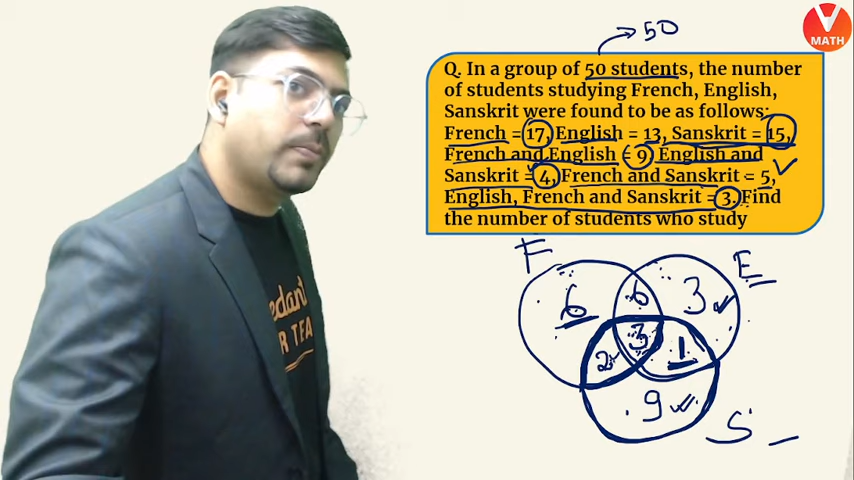 V
MATH
50
Q. In a group of 50 students, the number
of students studying French, English,
Sanskrit were found to be as follows:
French = 17, English = 13, Sanskrit = 15,
French and English = 9 English and
Sanskrit = 4, French and Sanskrit = 5,
English, French and Sanskrit = 3. Find
the number of students who study
F
E
6
6
3
3
2
1
9
S
edant
R TEA